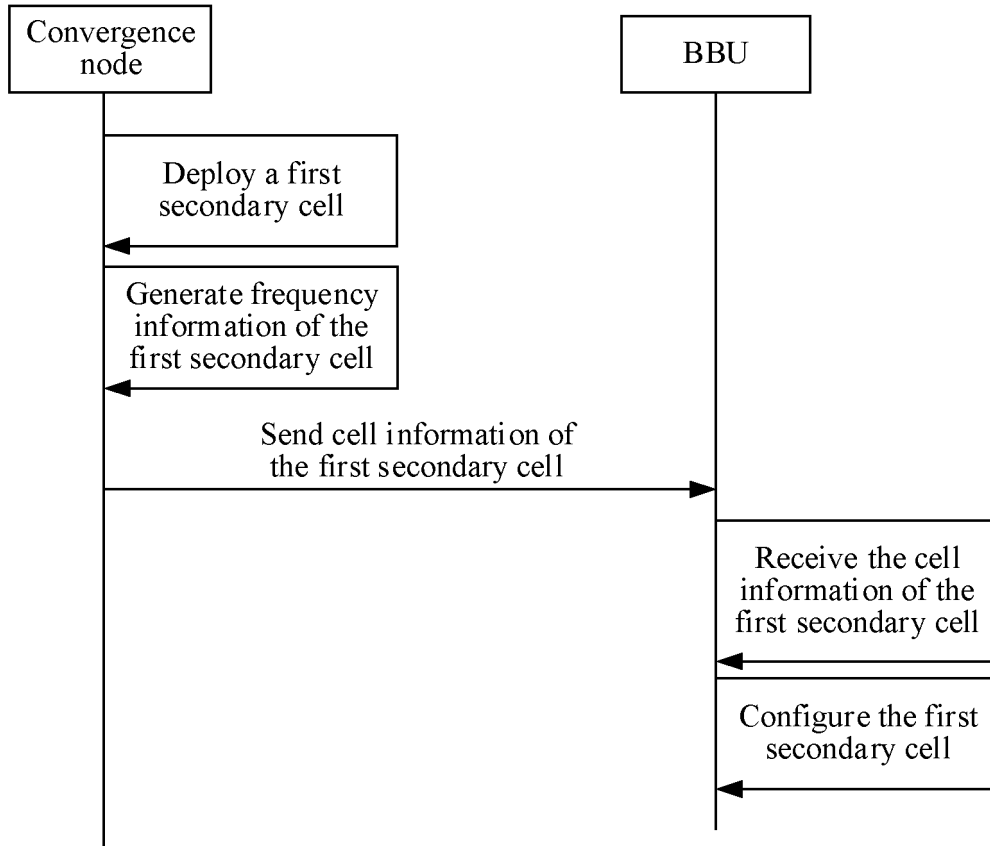 Convergence
node
BBU
Deploy a first
secondary cell
Generate frequency
information of the
first secondary cell
Send cell information of
the first secondary cell
Receive the cell
information of the
first secondary cell
Configure the first
secondary cell